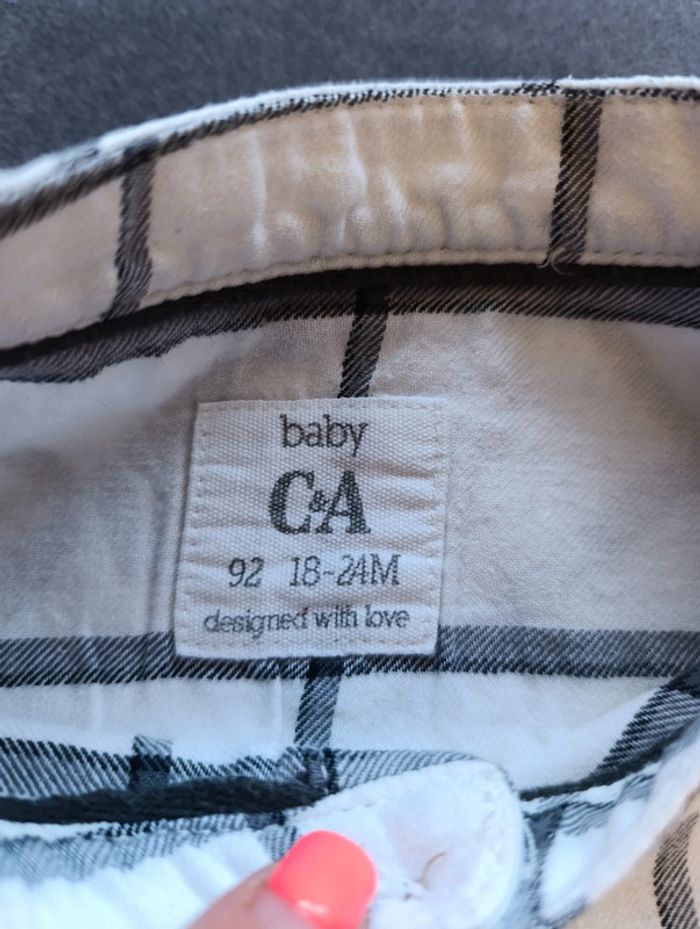 baby
C&A
92 18-24M
designed with love